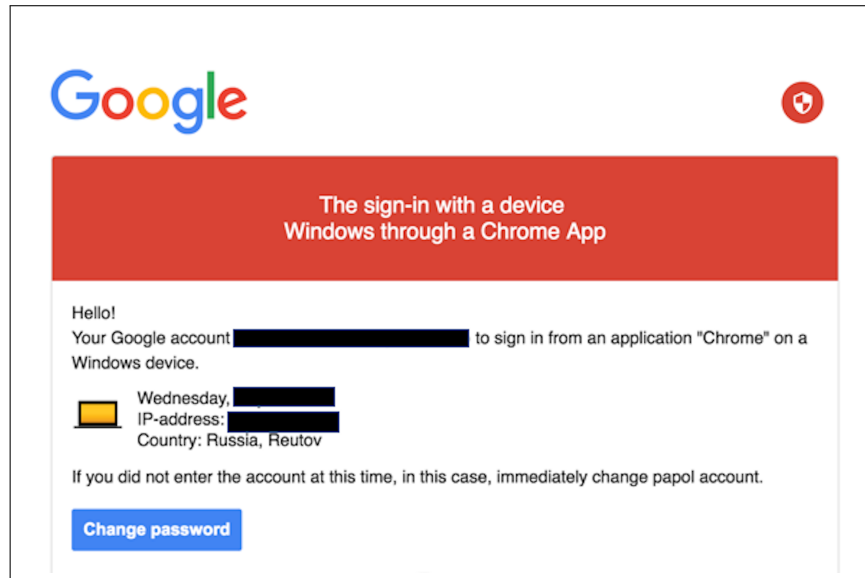 Google
The sign-in with a device
Windows through a Chrome App
Hello!
Your Google account to sign in from an application "Chrome" on a
Windows device.
Wednesday,
IP-address:
Country: Russia, Reutov
If you did not enter the account at this time, in this case, immediately change papol account.
Change password